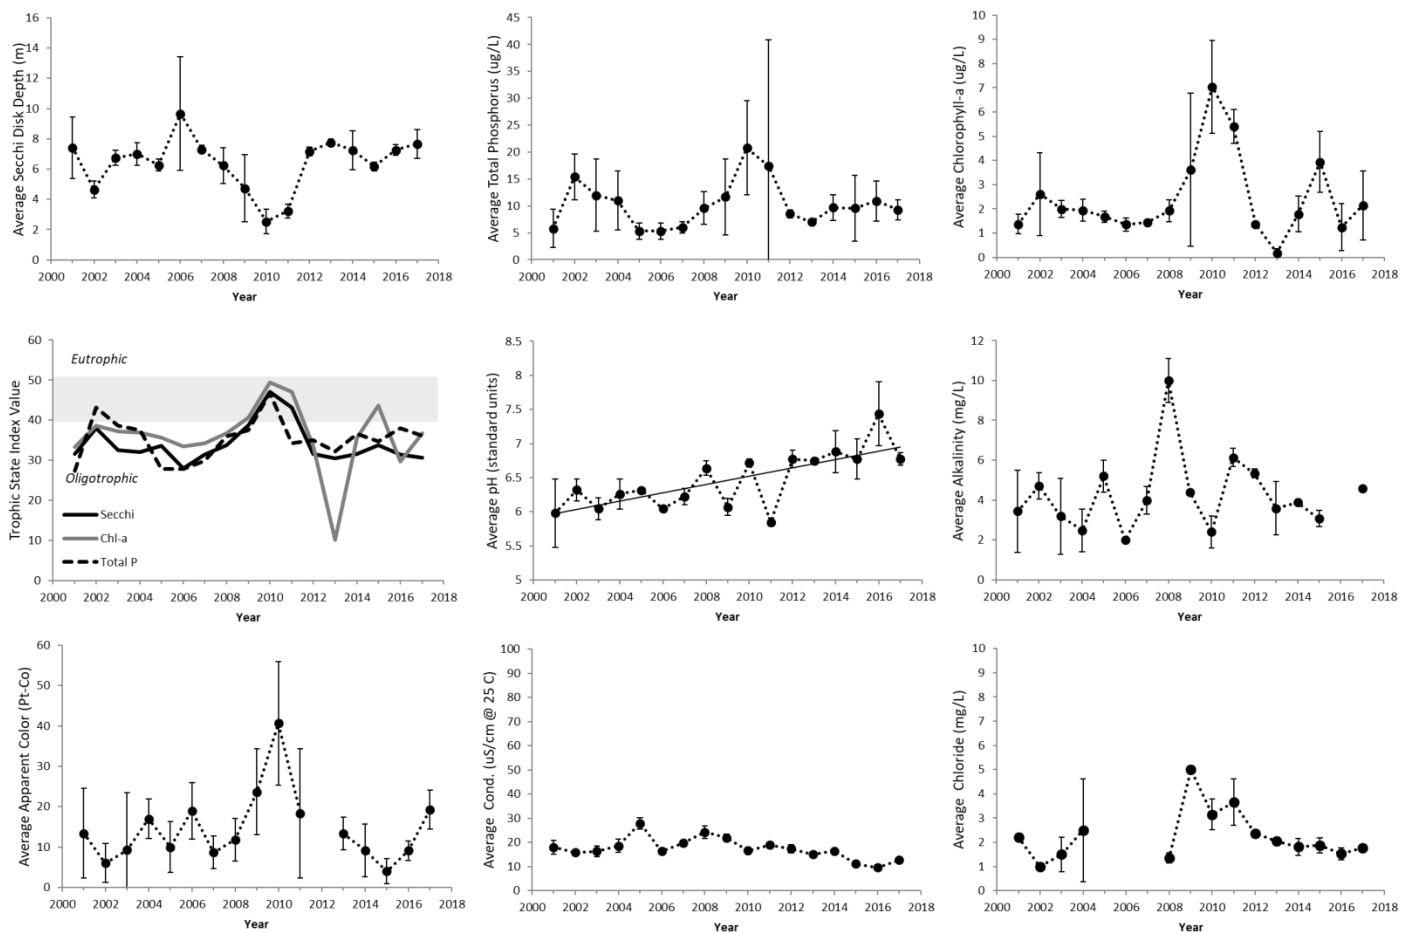 Average Secchi Disk Depth (m)
16
14
12
10
8
6
4
2
0
2000 2002 2004 2006 2008 2010 2012 2014 2016 2018
Year
Average Total Phosphorus (ug/L)
45
40
35
30
25
20
15
10
5
0
2000 2002 2004 2006 2008 2010 2012 2014 2016 2018
Year
Average Chlorophyll-a (ug/L)
10
9
8
7
6
5
4
3
2
1
0
2000 2002 2004 2006 2008 2010 2012 2014 2016 2018
Year
Trophic State Index Value
60
50
40
30
20
10
0
Eutrophic
Oligotrophic
Secchi
Chl-a
Total P
2000 2002 2004 2006 2008 2010 2012 2014 2016 2018
Year
Average pH (standard units)
8.5
8
7.5
7
6.5
6
5.5
5
2000 2002 2004 2006 2008 2010 2012 2014 2016 2018
Year
Average Alkalinity (mg/L)
12
10
8
6
4
2
0
2000 2002 2004 2006 2008 2010 2012 2014 2016 2018
Year
Average Apparent Color (Pt-Co)
60
50
40
30
20
10
0
2000 2002 2004 2006 2008 2010 2012 2014 2016 2018
Year
Average Cond. (uS/cm @ 25 C)
100
90
80
70
60
50
40
30
20
10
0
2000 2002 2004 2006 2008 2010 2012 2014 2016 2018
Year
Average Chloride (mg/L)
10
9
8
7
6
5
4
3
2
1
0
2000 2002 2004 2006 2008 2010 2012 2014 2016 2018
Year